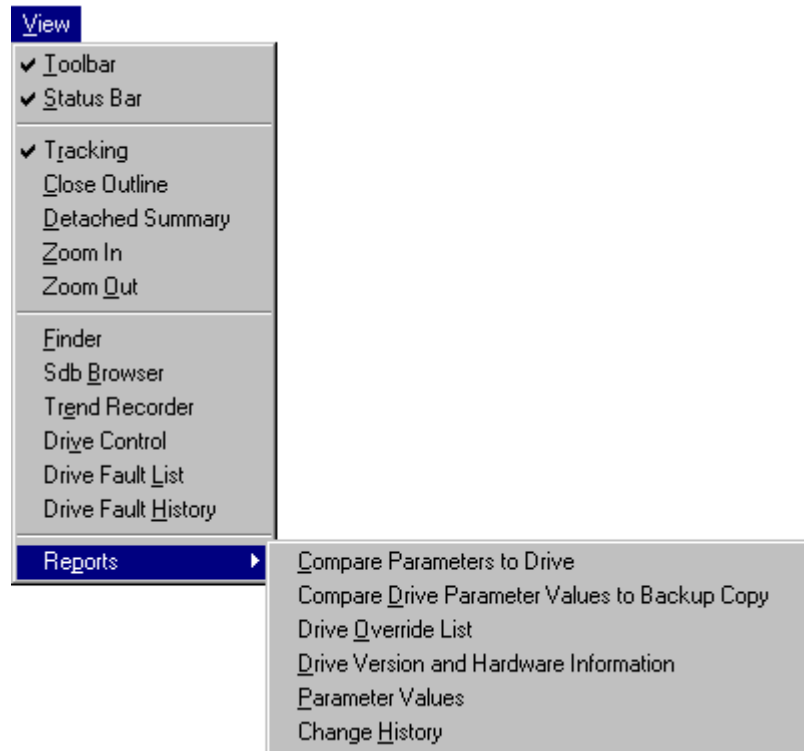 View
Toolbar
Status Bar
Tracking
Close Outline
Detached Summary
Zoom In
Zoom Out
Finder
Sdb Browser
Trend Recorder
Drive Control
Drive Fault List
Drive Fault History
Reports
Compare Parameters to Drive
Compare Drive Parameter Values to Backup Copy
Drive Override List
Drive Version and Hardware Information
Parameter Values
Change History